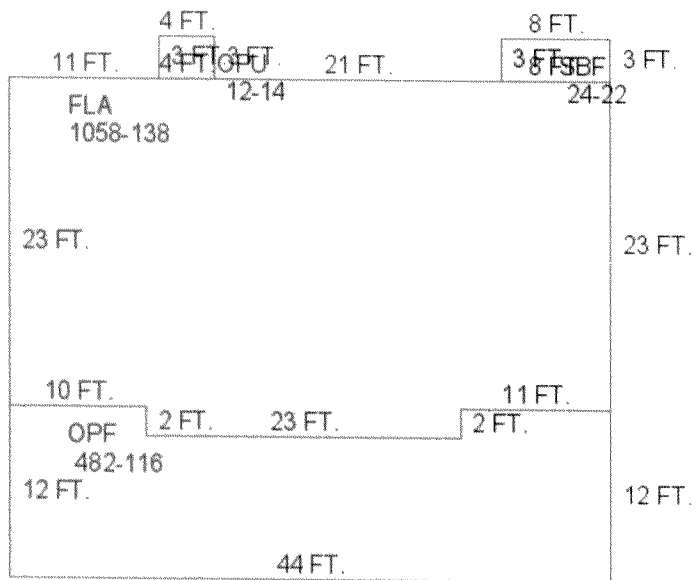 4 FT.
8 FT.
11 FT.
3 FT.
3 FT.
21 FT.
3 FT.
3 FT.
4 FT.
OPU
8 FT.
SBF
12-14
24-22
FLA
1058-138
23 FT.
23 FT.
10 FT.
11 FT.
2 FT.
23 FT.
2 FT.
OPF
482-116
12 FT.
12 FT.
44 FT.